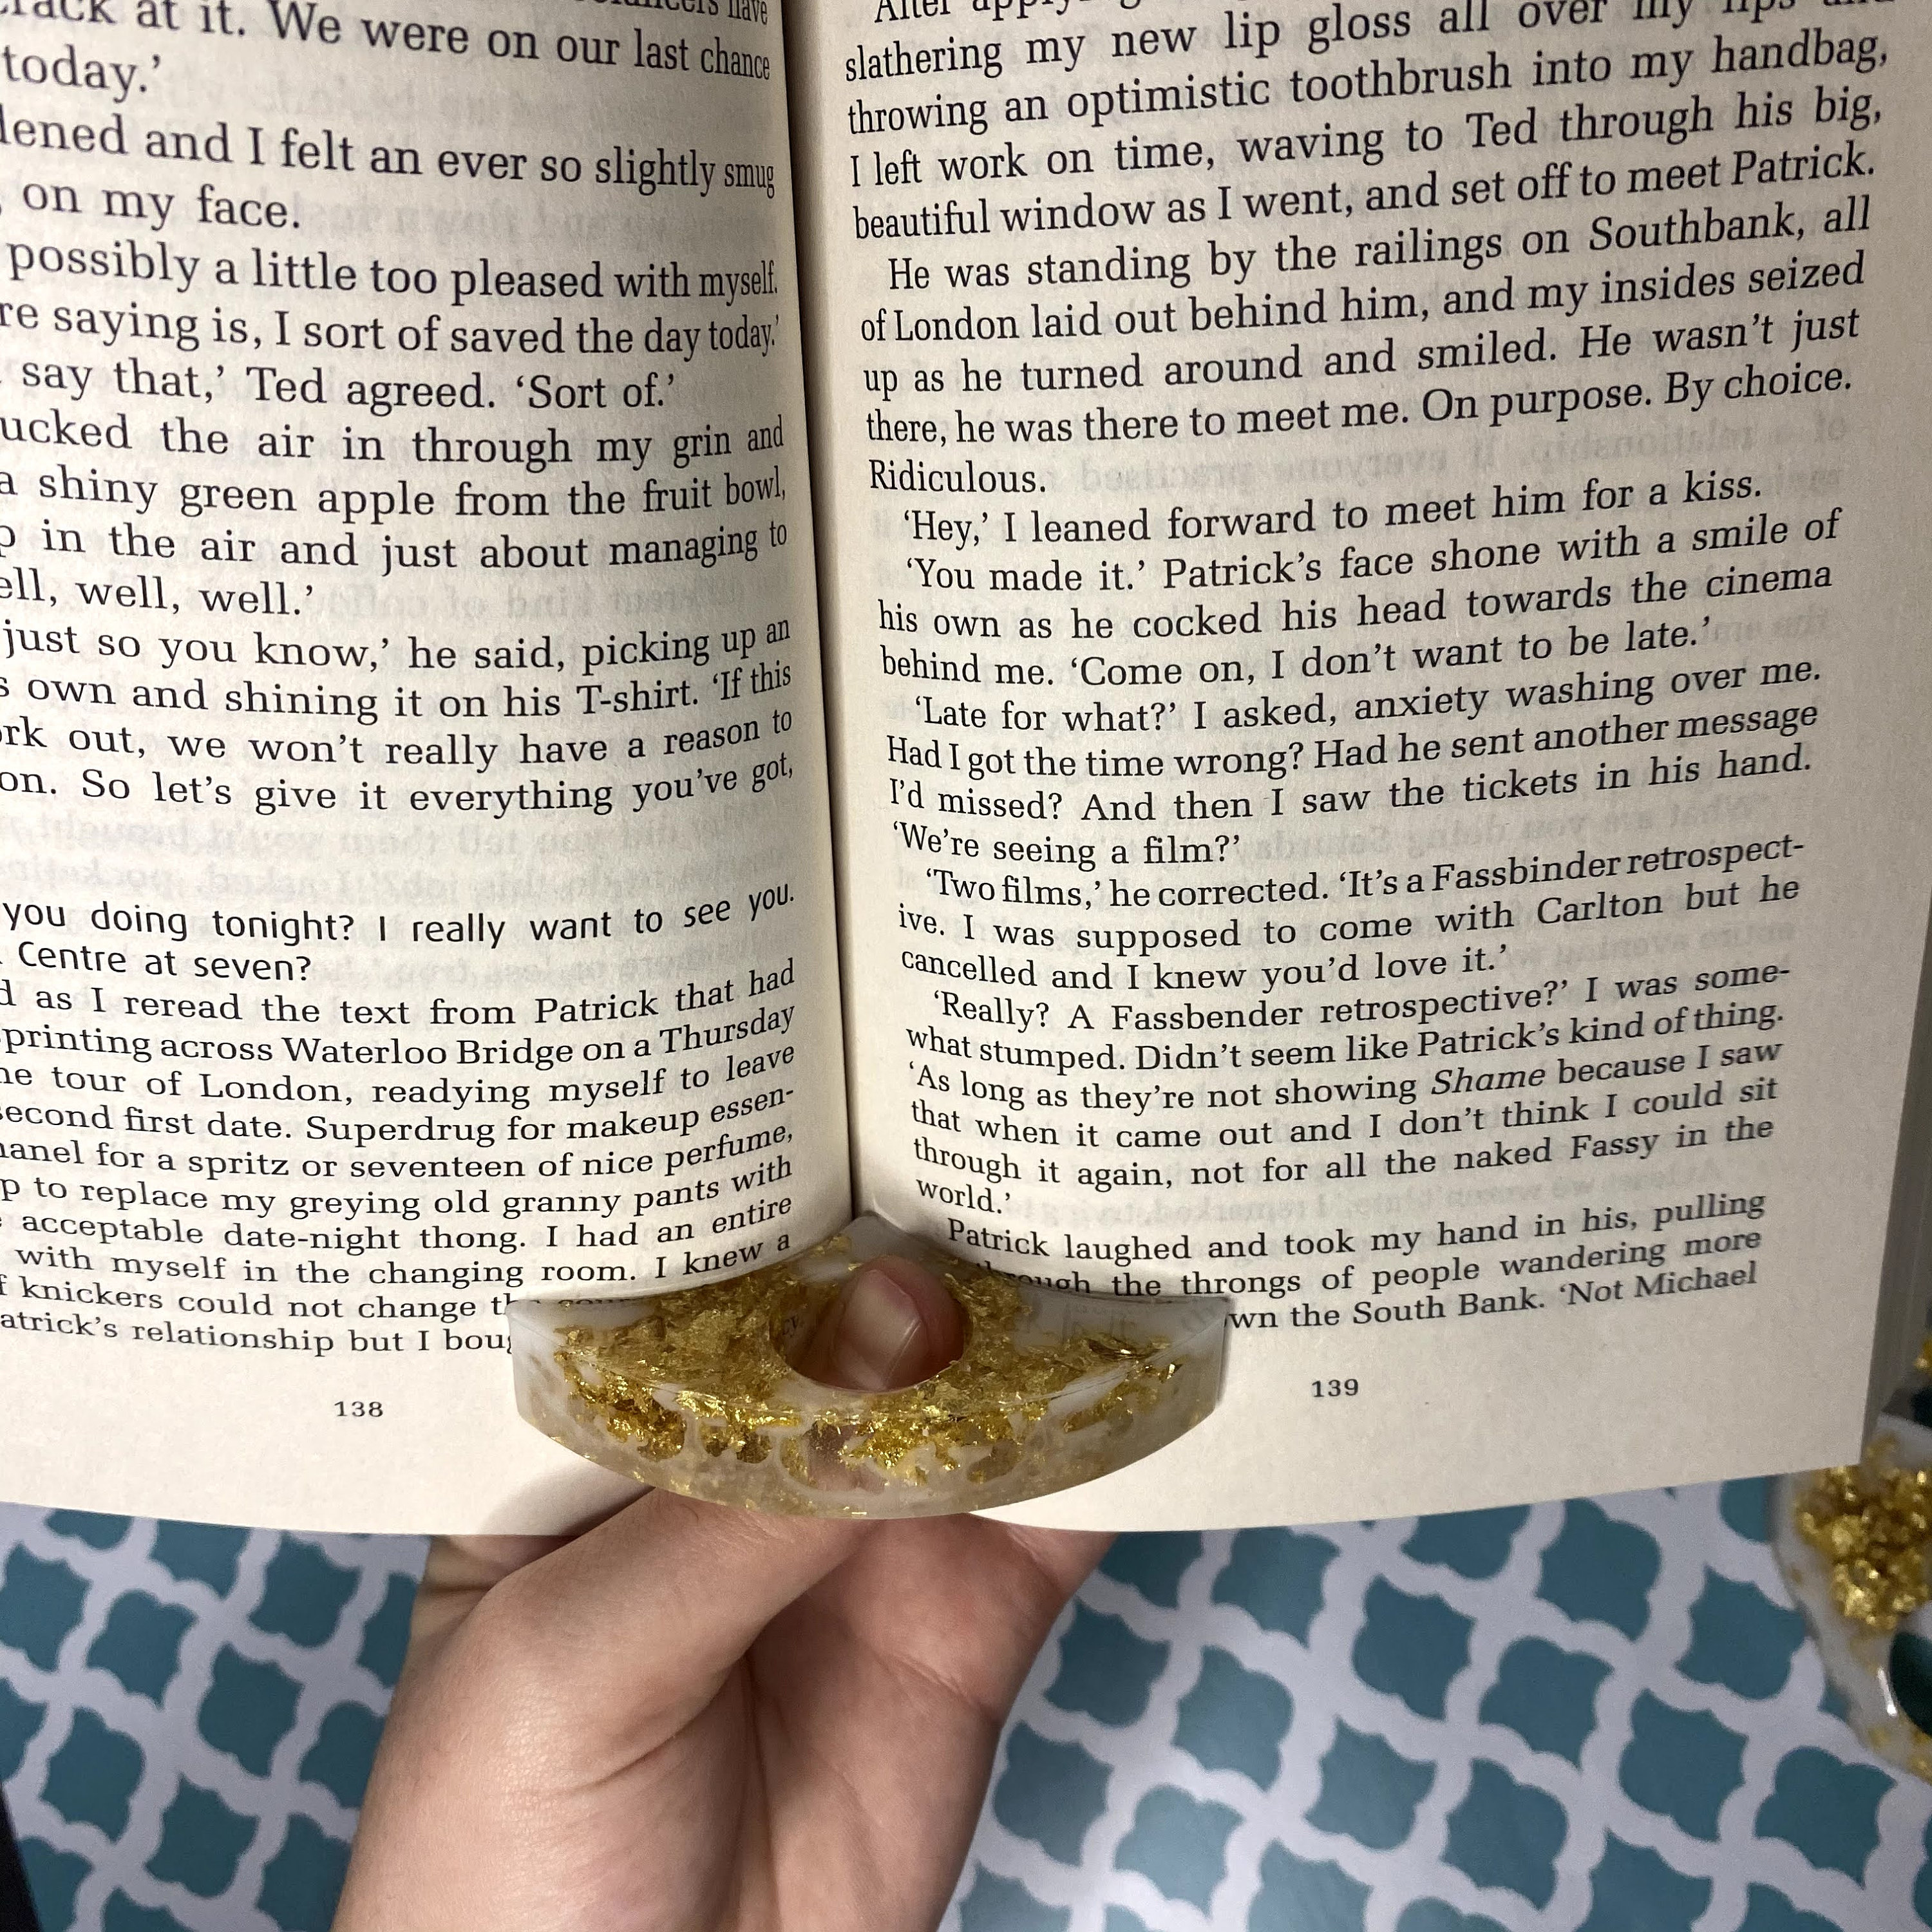 at it. We were on our last chance
today.'
and I felt an ever so slightly smug
on my face.
possibly a little too pleased with myself.
saying is, I sort of saved the day today.'
say that,' Ted agreed. 'Sort of.'
the air in through my grin and
a shiny green apple from the fruit bowl,
in the air and just about managing to
well, well.'
just so you know,' he said, picking up an
own and shining it on his T-shirt. 'If this
out, we won't really have a reason to
So let's give it everything you've got,
you doing tonight? I really want to see you.
Centre at seven?
as I reread the text from Patrick that had
sprinting across Waterloo Bridge on a Thursday
tour of London, readying myself to leave
second first date. Superdrug for makeup essen-
for a spritz or seventeen of nice perfume,
to replace my greying old granny pants with
acceptable date-night thong. I had an entire
with myself in the changing room. I knew a
knickers could not change
relationship but I
138
After
slathering my new lip gloss all over my lips and
throwing an optimistic toothbrush into my handbag,
I left work on time, waving to Ted through his big,
beautiful window as I went, and set off to meet Patrick.
He was standing by the railings on Southbank, all
of London laid out behind him, and my insides seized
up as he turned around and smiled. He wasn't just
there, he was there to meet me. On purpose. By choice.
Ridiculous.
'Hey,' I leaned forward to meet him for a kiss.
'You made it.' Patrick's face shone with a smile of
his own as he cocked his head towards the cinema
behind me. 'Come on, I don't want to be late.'
'Late for what?' I asked, anxiety washing over me.
Had I got the time wrong? Had he sent another message
I'd missed? And then I saw the tickets in his hand.
'We're seeing a film?'
'Two films,' he corrected. 'It's a Fassbinder retrospect-
ive. I was supposed to come with Carlton but he
cancelled and I knew you'd love it.'
'Really? A Fassbender retrospective?' I was some-
what stumped. Didn't seem like Patrick's kind of thing.
'As long as they're not showing Shame because I saw
that when it came out and I don't think I could sit
through it again, not for all the naked Fassy in the
world.'
Patrick laughed and took my hand in his, pulling
through the throngs of people wandering more
the South Bank. 'Not Michael
139